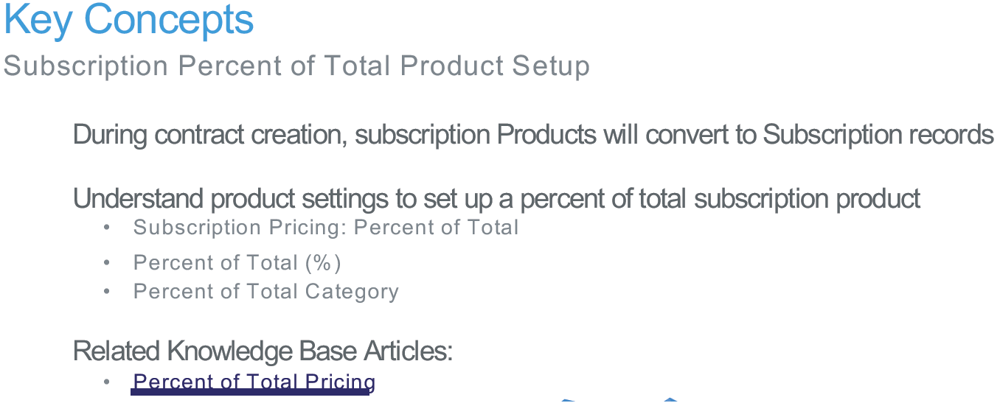 Key Concepts
Subscription Percent of Total Product Setup
During contract creation, subscription Products will convert to Subscription records
Understand product settings to set up a percent of total subscription product
• Subscription Pricing: Percent of Total
• Percent of Total (%)
• Percent of Total Category
Related Knowledge Base Articles:
• Percent of Total Pricing